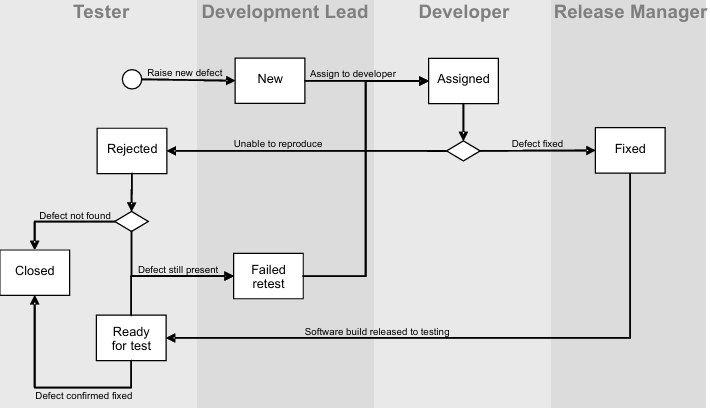 Tester
Development Lead
Developer
Release Manager
Raise new defect
New
Assign to developer
Assigned
Rejected
Unable to reproduce
Defect fixed
Fixed
Defect not found
Closed
Defect still present
Failed
retest
Ready
for test
Software build released to testing
Defect confirmed fixed